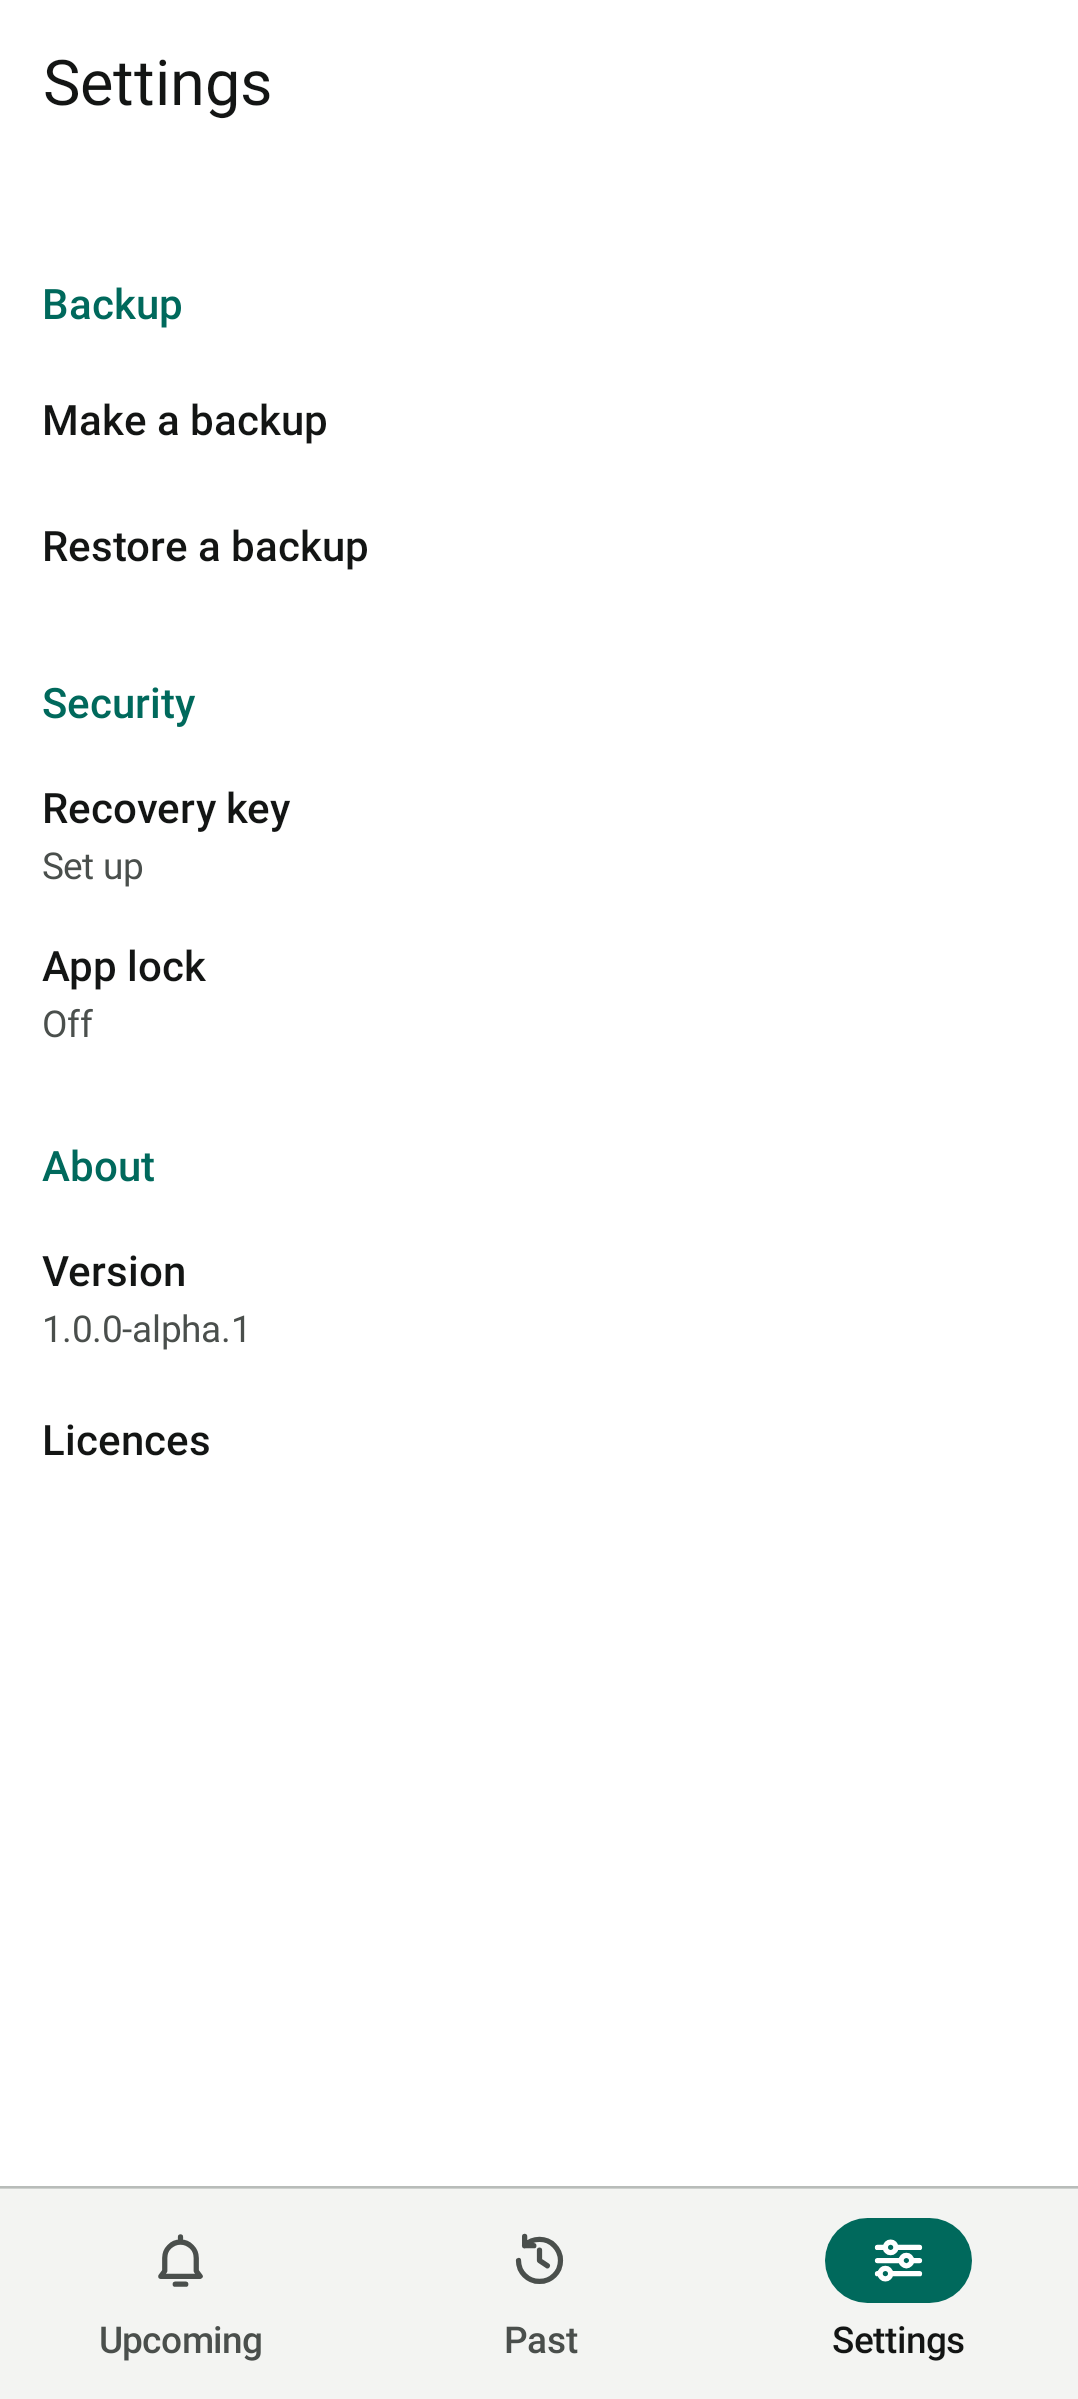 Settings
Backup
Make a backup
Restore a backup
Security
Recovery key
Set up
App lock
Off
About
Version
1.0.0-alpha.1
Licences
Upcoming
Past
Settings